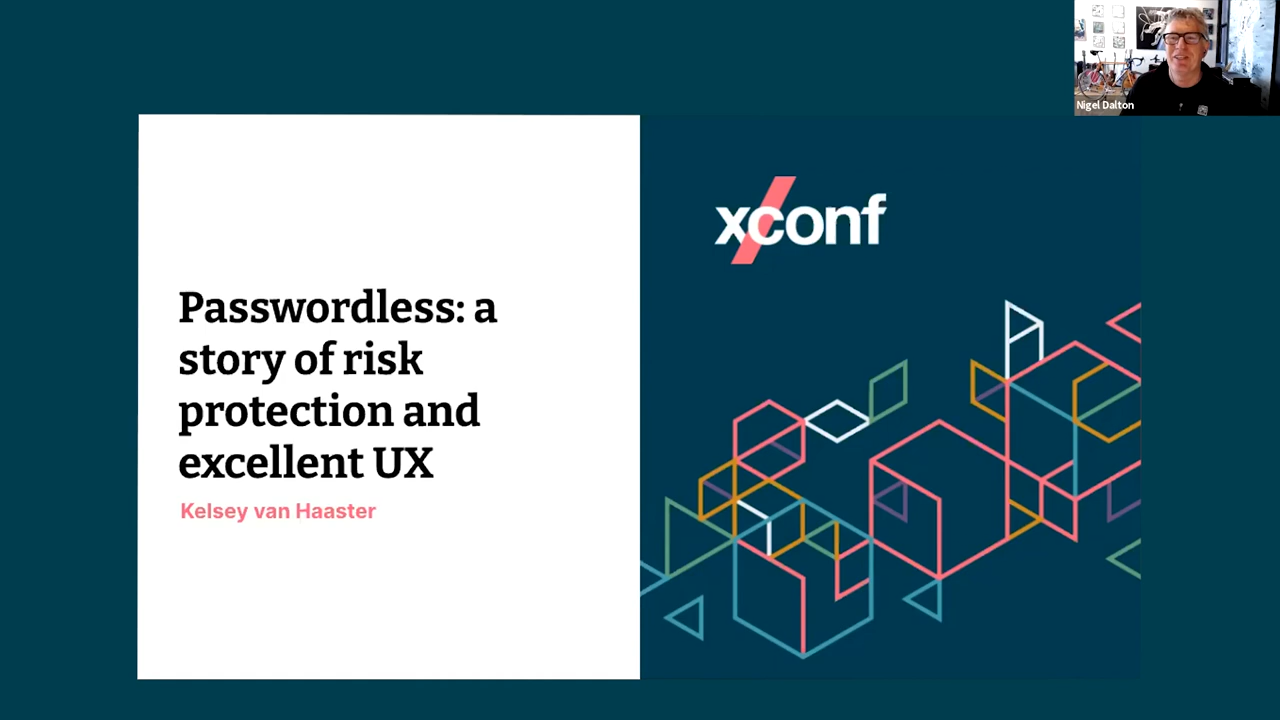 Nigel Dalton
xconf
Passwordless: a
story of risk
protection and
excellent UX
Kelsey van Haaster